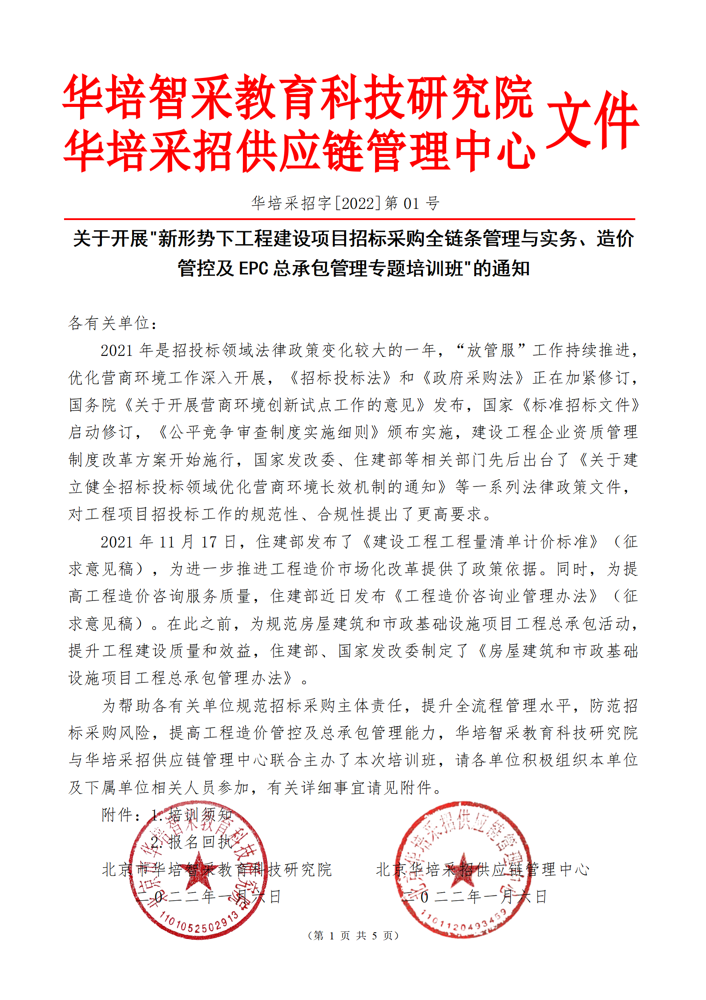 华培智采教育科技研究院
华培采招供应链管理中心
文件
华培采招字[2022]第 01 号
关于开展"新形势下工程建设项目招标采购全链条管理与实务、造价
管控及 EPC 总承包管理专题培训班"的通知
各有关单位：
2021 年是招投标领域法律政策变化较大的一年，“放管服”工作持续推进，
优化营商环境工作深入开展，《招标投标法》和《政府采购法》正在加紧修订，
国务院《关于开展营商环境创新试点工作的意见》发布，国家《标准招标文件》
启动修订，《公平竞争审查制度实施细则》颁布实施，建设工程企业资质管理
制度改革方案开始施行，国家发改委、住建部等相关部门先后出台了《关于建
立健全招标投标领域优化营商环境长效机制的通知》等一系列法律政策文件，
对工程项目招投标工作的规范性、合规性提出了更高要求。
2021 年 11 月 17 日，住建部发布了《建设工程工程量清单计价标准》（征
求意见稿），为进一步推进工程造价市场化改革提供了政策依据。同时，为提
高工程造价咨询服务质量，住建部近日发布《工程造价咨询业管理办法》（征
求意见稿）。在此之前，为规范房屋建筑和市政基础设施项目工程总承包活动，
提升工程建设质量和效益，住建部、国家发改委制定了《房屋建筑和市政基础
设施项目工程总承包管理办法》。
为帮助各有关单位规范招标采购主体责任，提升全流程管理水平，防范招
标采购风险，提高工程造价管控及总承包管理能力，华培智采教育科技研究院
与华培采招供应链管理中心联合主办了本次培训班，请各单位积极组织本单位
及下属单位相关人员参加，有关详细事宜请见附件。
附件：1.培训须知
2.报名回执
北京市华培智采教育科技研究院 北京华培采招供应链管理中心
二0二二年一月六日 二0二二年一月六日
北京市华培智采教育科技研究院
1101052502913
北京华培采招供应链管理中心
1101120493459
（第 1 页 共 5 页）